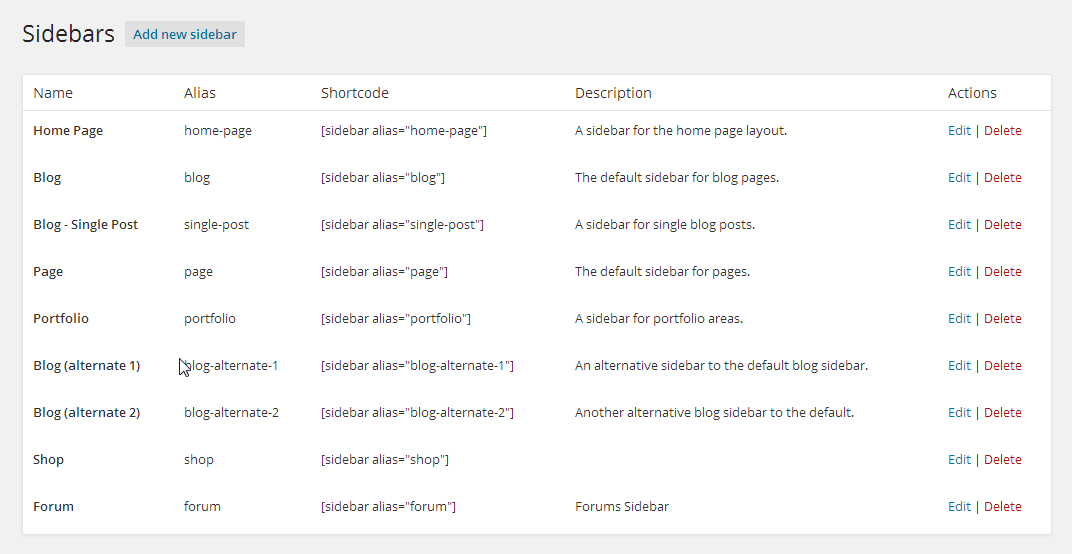 Sidebars Add new sidebar
Name Alias Shortcode Description Actions
Home Page home-page [sidebar alias="home-page"] A sidebar for the home page layout. Edit | Delete
Blog blog [sidebar alias="blog"] The default sidebar for blog pages. Edit | Delete
Blog - Single Post single-post [sidebar alias="single-post"] A sidebar for single blog posts. Edit | Delete
Page page [sidebar alias="page"] The default sidebar for pages. Edit | Delete
Portfolio portfolio [sidebar alias="portfolio"] A sidebar for portfolio areas. Edit | Delete
Blog (alternate 1) blog-alternate-1 [sidebar alias="blog-alternate-1"] An alternative sidebar to the default blog sidebar. Edit | Delete
Blog (alternate 2) blog-alternate-2 [sidebar alias="blog-alternate-2"] Another alternative blog sidebar to the default. Edit | Delete
Shop shop [sidebar alias="shop"] Edit | Delete
Forum forum [sidebar alias="forum"] Forums Sidebar Edit | Delete